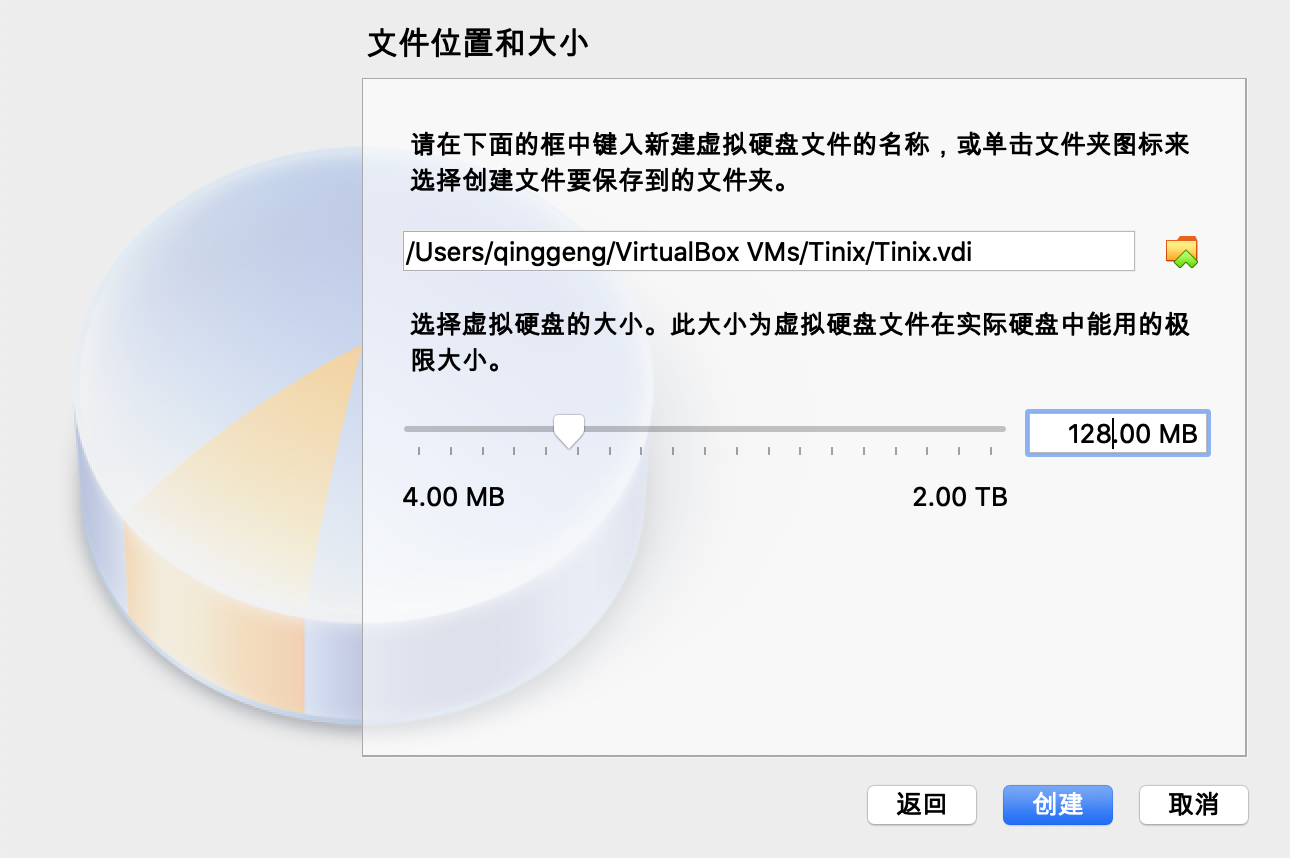 文件位置和大小
请在下面的框中键入新建虚拟硬盘文件的名称，或单击文件夹图标来
选择创建文件要保存到的文件夹。
/Users/qinggeng/VirtualBox VMs/Tinix/Tinix.vdi
选择虚拟硬盘的大小。此大小为虚拟硬盘文件在实际硬盘中能用的极
限大小。
128.00 MB
4.00 MB 2.00 TB
返回 创建 取消